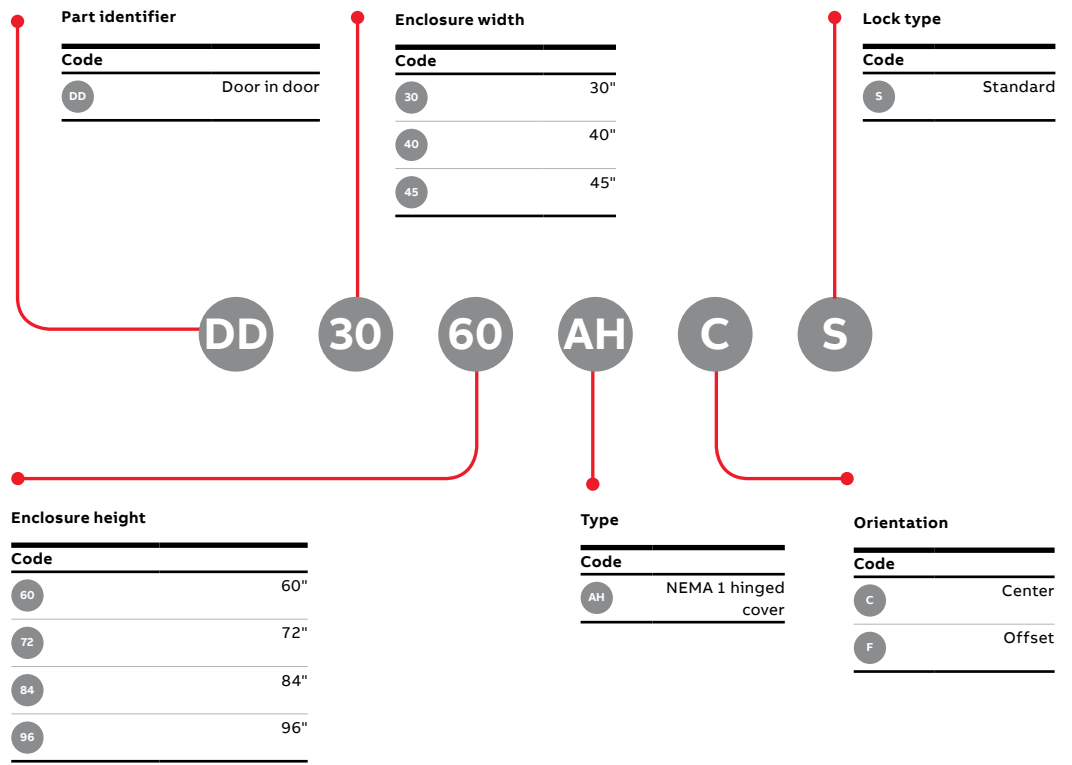 Part identifier
Code
DD Door in door
Enclosure width
Code
30 30"
40 40"
45 45"
Lock type
Code
S Standard
DD 30 60 AH C S
Enclosure height
Code
60 60"
72 72"
84 84"
96 96"
Type
Code
AH NEMA 1 hinged
cover
Orientation
Code
C Center
F Offset